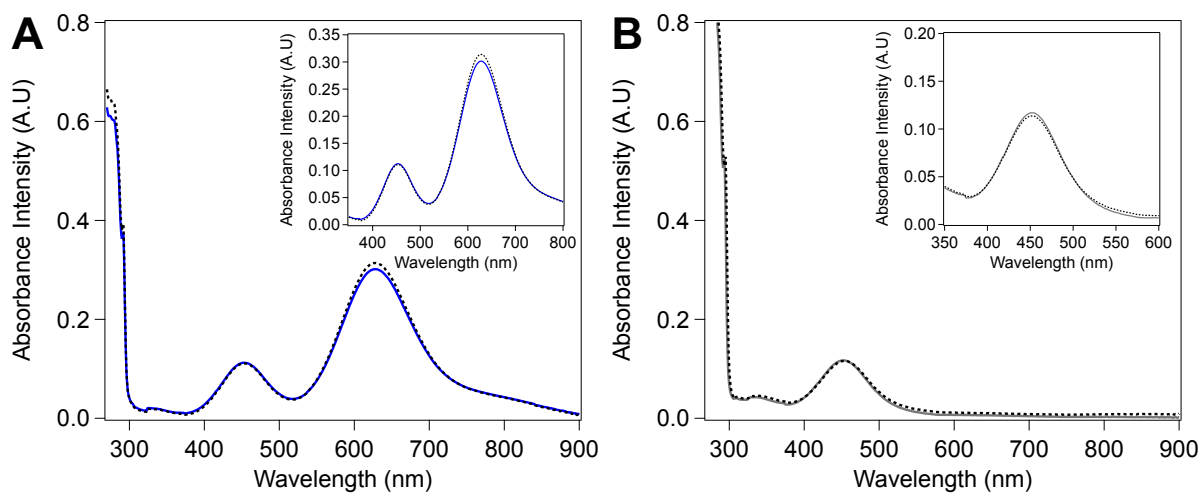 A
Absorbance Intensity (A.U)
0.8
0.6
0.4
0.2
0.0
300 400 500 600 700 800 900
Wavelength (nm)
Absorbance Intensity (A.U)
0.35
0.30
0.25
0.20
0.15
0.10
0.05
0.00
400 500 600 700 800
Wavelength (nm)
B
Absorbance Intensity (A.U)
0.8
0.6
0.4
0.2
0.0
300 400 500 600 700 800 900
Wavelength (nm)
Absorbance Intensity (A.U)
0.20
0.15
0.10
0.05
0.00
350 400 450 500 550 600
Wavelength (nm)